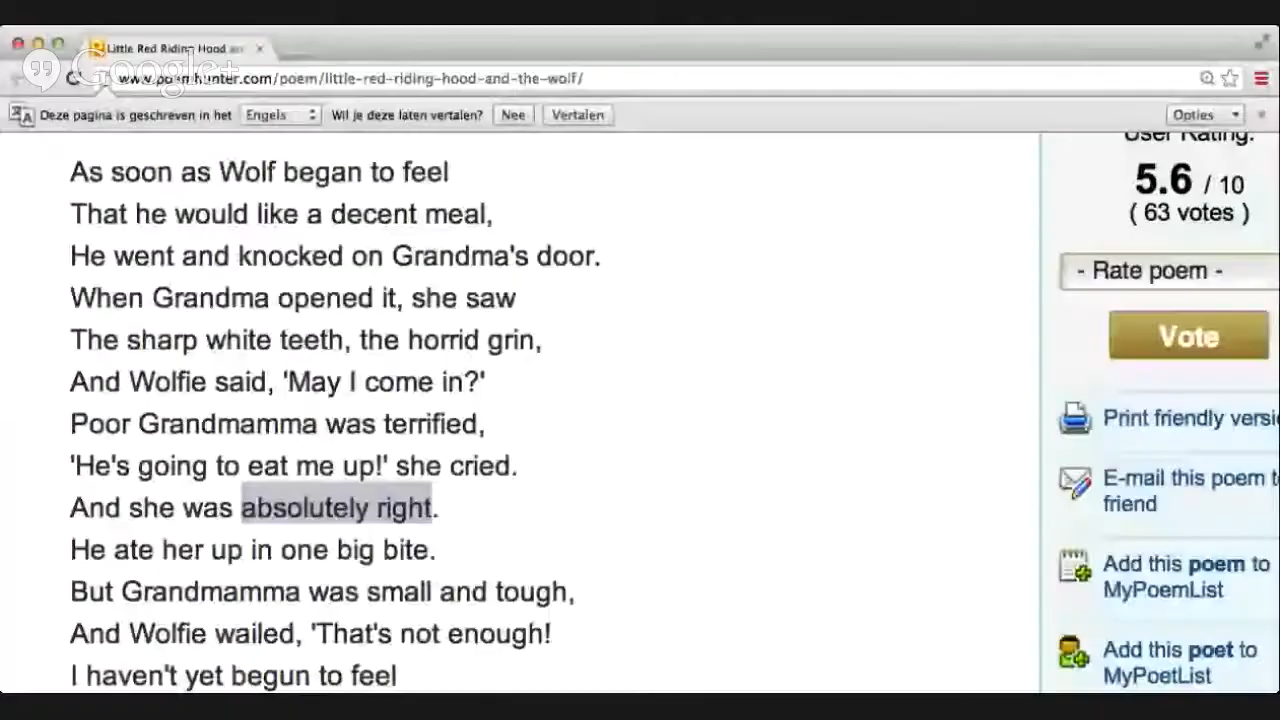 Little Red Riding Hood an
Google+
www.poemhunter.com/poem/little-red-riding-hood-and-the-wolf/
Deze pagina is geschreven in het Engels Wil je deze laten vertalen? Nee Vertalen Opties
As soon as Wolf began to feel
That he would like a decent meal,
He went and knocked on Grandma's door.
When Grandma opened it, she saw
The sharp white teeth, the horrid grin,
And Wolfie said, 'May I come in?'
Poor Grandmamma was terrified,
'He's going to eat me up!' she cried.
And she was absolutely right.
He ate her up in one big bite.
But Grandmamma was small and tough,
And Wolfie wailed, 'That's not enough!
I haven't yet begun to feel
User Rating:
5.6 / 10
( 63 votes )
- Rate poem -
Vote
Print friendly versi
E-mail this poem t
friend
Add this poem to
MyPoemList
Add this poet to
MyPoetList